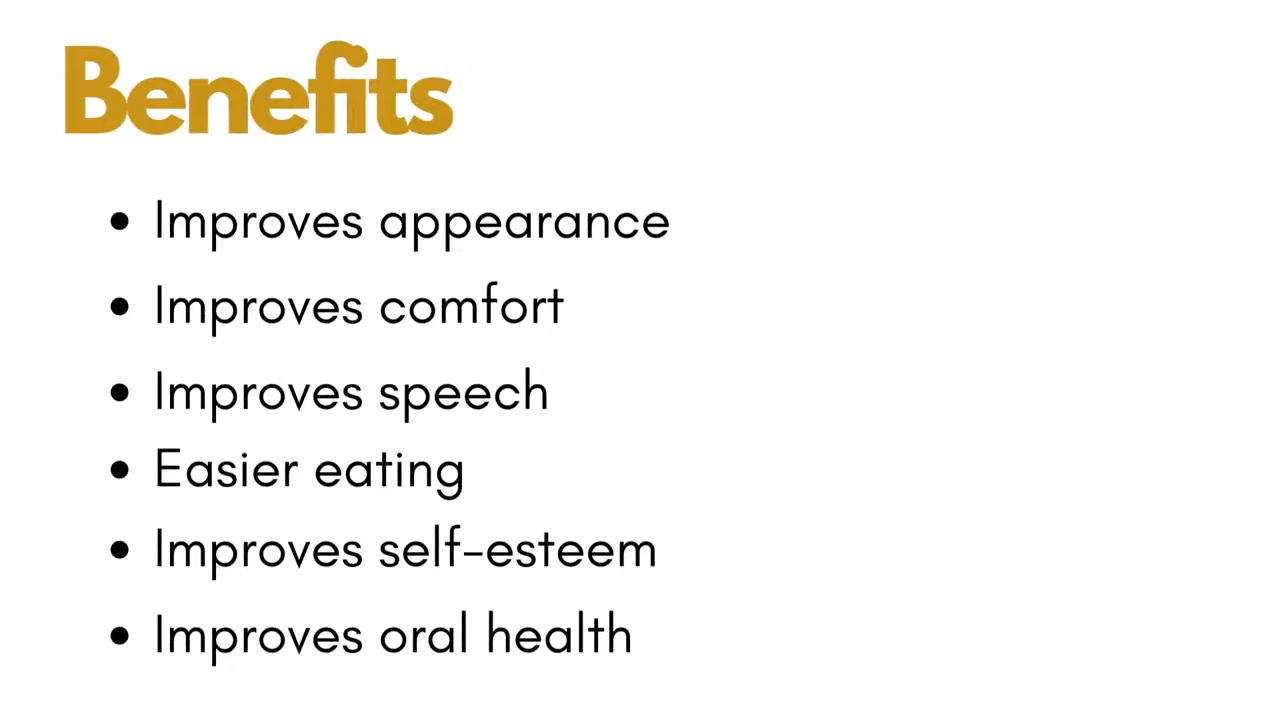 Benefits
• Improves appearance
• Improves comfort
• Improves speech
• Easier eating
• Improves self-esteem
• Improves oral health